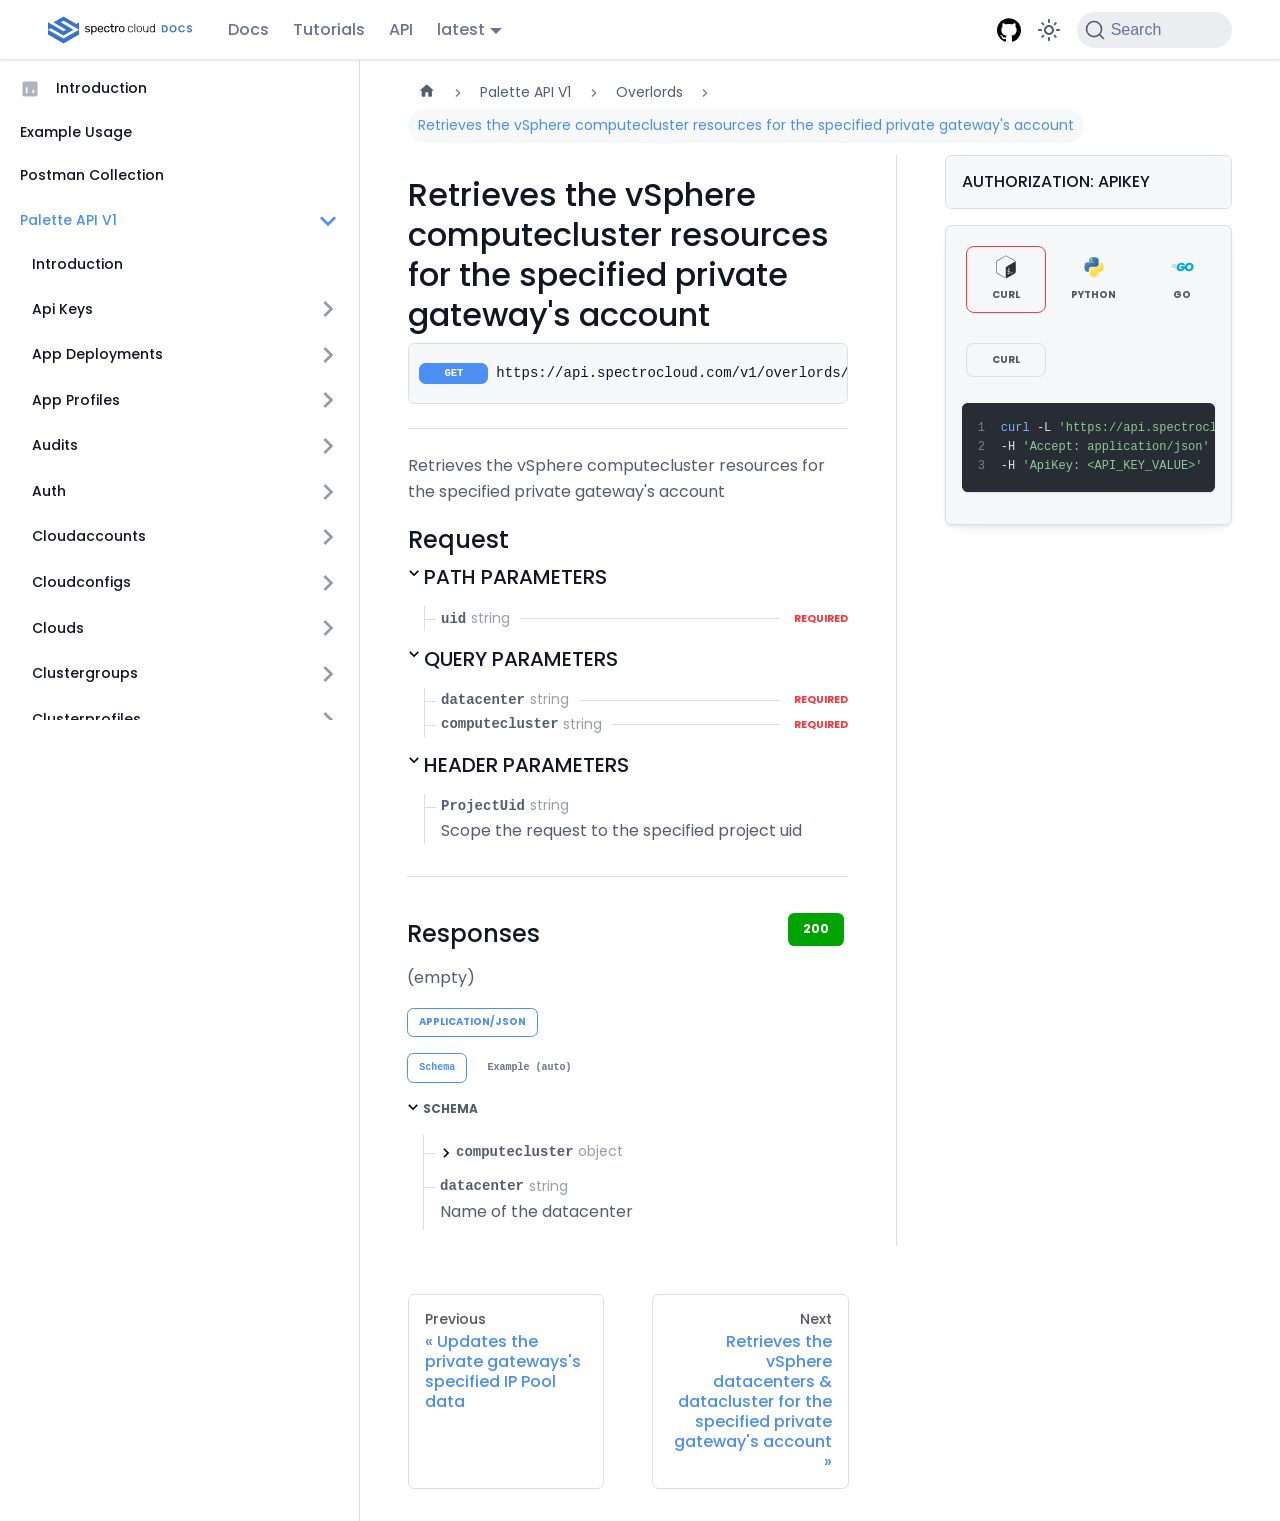 spectro cloud DOCS
Docs
Tutorials
API
latest
Search
Introduction
Example Usage
Postman Collection
Palette API V1
Introduction
Api Keys
App Deployments
App Profiles
Audits
Auth
Cloudaccounts
Cloudconfigs
Clouds
Clustergroups
Clusterprofiles
Palette API V1
Overlords
Retrieves the vSphere computecluster resources for the specified private gateway's account
Retrieves the vSphere
computecluster resources
for the specified private
gateway's account
GET https://api.spectrocloud.com/v1/overlords/
Retrieves the vSphere computecluster resources for
the specified private gateway's account
Request
PATH PARAMETERS
uid string REQUIRED
QUERY PARAMETERS
datacenter string REQUIRED
computecluster string REQUIRED
HEADER PARAMETERS
ProjectUid string
Scope the request to the specified project uid
Responses
200
(empty)
APPLICATION/JSON
Schema
Example (auto)
SCHEMA
computecluster object
datacenter string
Name of the datacenter
Previous
« Updates the
private gateways's
specified IP Pool
data
Next
Retrieves the
vSphere
datacenters &
datacluster for the
specified private
gateway's account
»
AUTHORIZATION: APIKEY
CURL
PYTHON
GO
CURL
1 curl -L 'https://api.spectrocl
2 -H 'Accept: application/json'
3 -H 'ApiKey: <API_KEY_VALUE>'